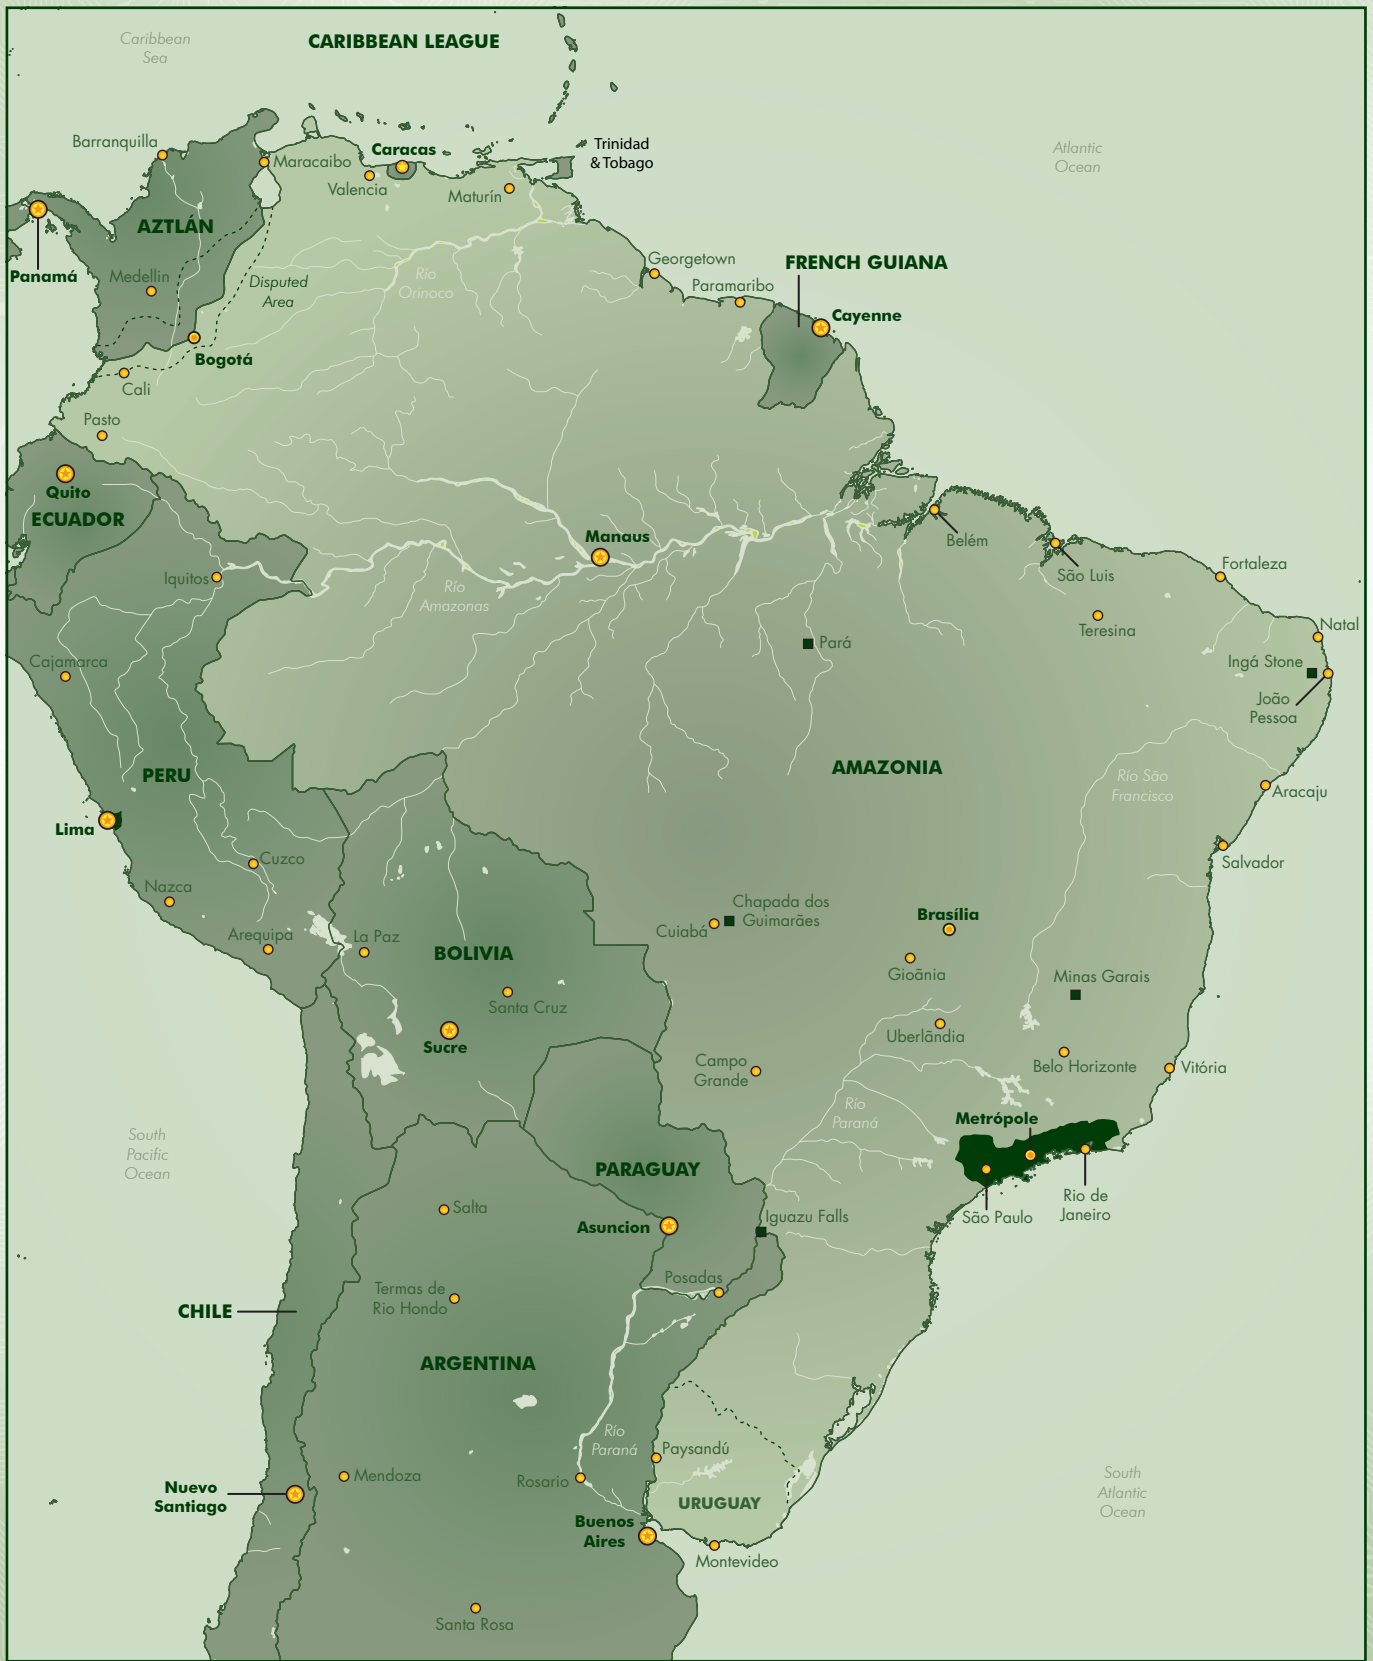 Caribbean
Sea
CARIBBEAN LEAGUE
Barranquilla
Maracaibo
Caracas
Valencia
Maturín
Trinidad
& Tobago
Atlantic
Ocean
AZTLÁN
Panamá
Medellin
Disputed
Area
Río
Orinoco
Georgetown
Paramaribo
FRENCH GUIANA
Cayenne
Bogotá
Cali
Pasto
Quito
ECUADOR
Iquitos
Manaus
Río
Amazonas
Belém
São Luis
Fortaleza
Teresina
Natal
Ingá Stone
João
Pessoa
Pará
Cajamarca
PERU
AMAZONIA
Río São
Francisco
Aracaju
Lima
Cuzco
Salvador
Nazca
Arequipa
La Paz
BOLIVIA
Chapada dos
Guimarães
Cuiabá
Brasília
Gioānia
Minas Garais
Santa Cruz
Sucre
Uberlāndia
Campo
Grande
Belo Horizonte
Vitória
Río
Paraná
Metrópole
South
Pacific
Ocean
PARAGUAY
São Paulo
Rio de
Janeiro
Salta
Asuncion
Iguazu Falls
Posadas
Termas de
Rio Hondo
CHILE
ARGENTINA
Río
Paraná
Paysandú
Rosario
Mendoza
Nuevo
Santiago
URUGUAY
South
Atlantic
Ocean
Buenos
Aires
Montevideo
Santa Rosa